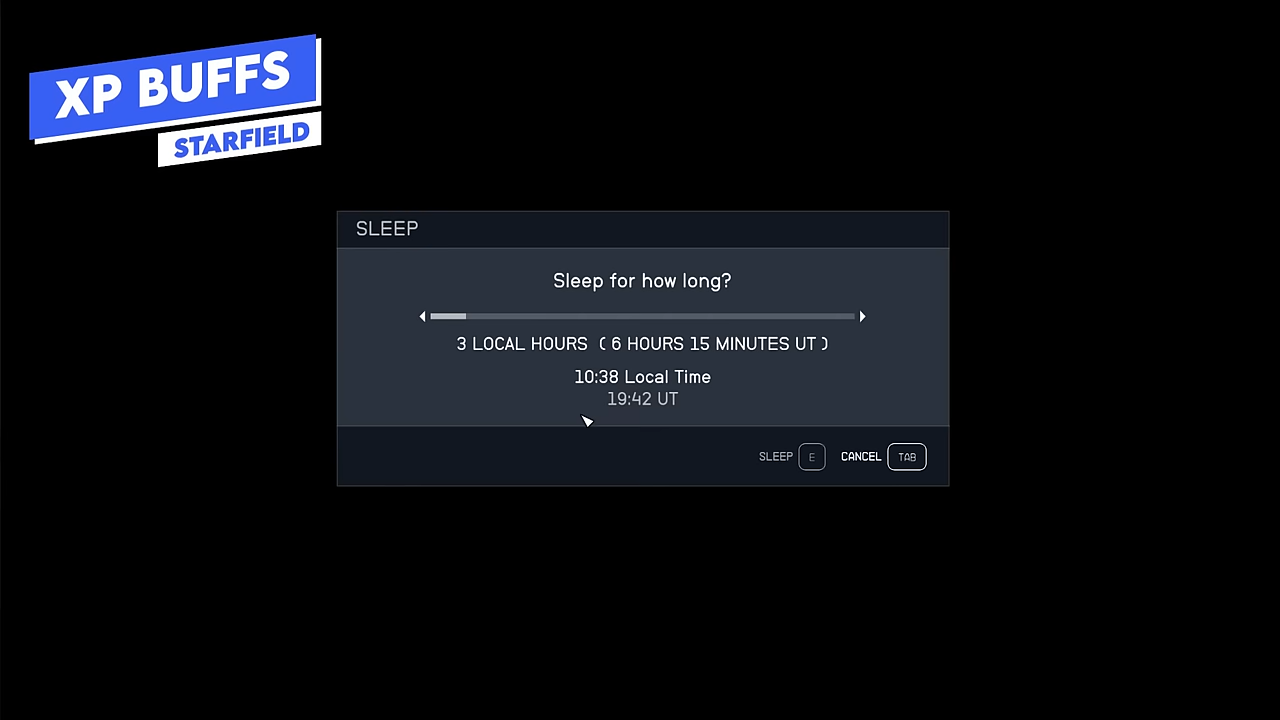 XP BUFFS
STARFIELD
SLEEP
Sleep for how long?
3 LOCAL HOURS ( 6 HOURS 15 MINUTES UT )
10:38 Local Time
19:42 UT
SLEEP E CANCEL TAB